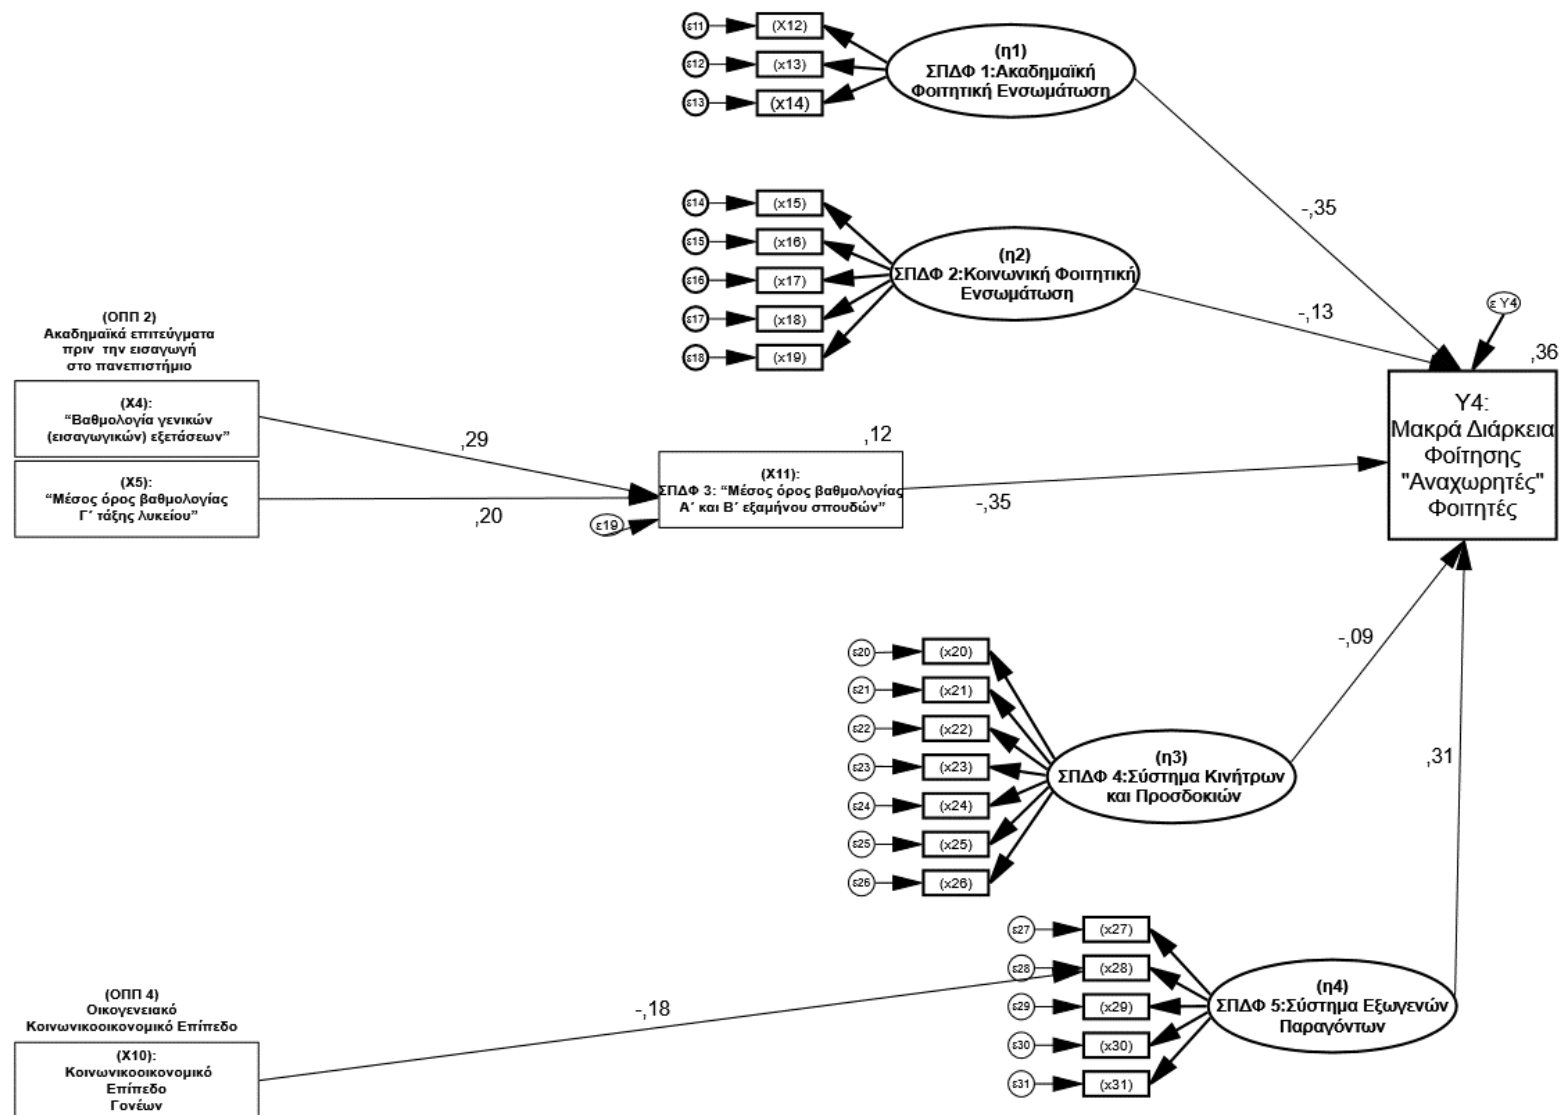 ε11
(X12)
ε12
(x13)
ε13
(x14)
(η1)
ΣΠΔΦ 1:Ακαδημαϊκή
Φοιτητική Ενσωμάτωση
-,35
ε14
(x15)
ε15
(x16)
ε16
(x17)
ε17
(x18)
ε18
(x19)
(η2)
ΣΠΔΦ 2:Κοινωνική Φοιτητική
Ενσωμάτωση
-,13
ε Y4
,36
Y4:
Μακρά Διάρκεια
Φοίτησης
"Αναχωρητές"
Φοιτητές
(ΟΠΠ 2)
Ακαδημαϊκά επιτεύγματα
πριν την εισαγωγή
στο πανεπιστήμιο
(X4):
“Βαθμολογία γενικών
(εισαγωγικών) εξετάσεων”
(X5):
“Μέσος όρος βαθμολογίας
Γ΄ τάξης λυκείου”
,29
,20
,12
(X11):
ΣΠΔΦ 3: “Μέσος όρος βαθμολογίας
Α΄ και Β΄ εξαμήνου σπουδών”
ε19
-,35
ε20
(x20)
ε21
(x21)
ε22
(x22)
ε23
(x23)
ε24
(x24)
ε25
(x25)
ε26
(x26)
(η3)
ΣΠΔΦ 4:Σύστημα Κινήτρων
και Προσδοκιών
-,09
,31
ε27
(x27)
ε28
(x28)
ε29
(x29)
ε30
(x30)
ε31
(x31)
(η4)
ΣΠΔΦ 5:Σύστημα Εξωγενών
Παραγόντων
(ΟΠΠ 4)
Οικογενειακό
Κοινωνικοοικονομικό Επίπεδο
(X10):
Κοινωνικοοικονομικό
Επίπεδο
Γονέων
-,18